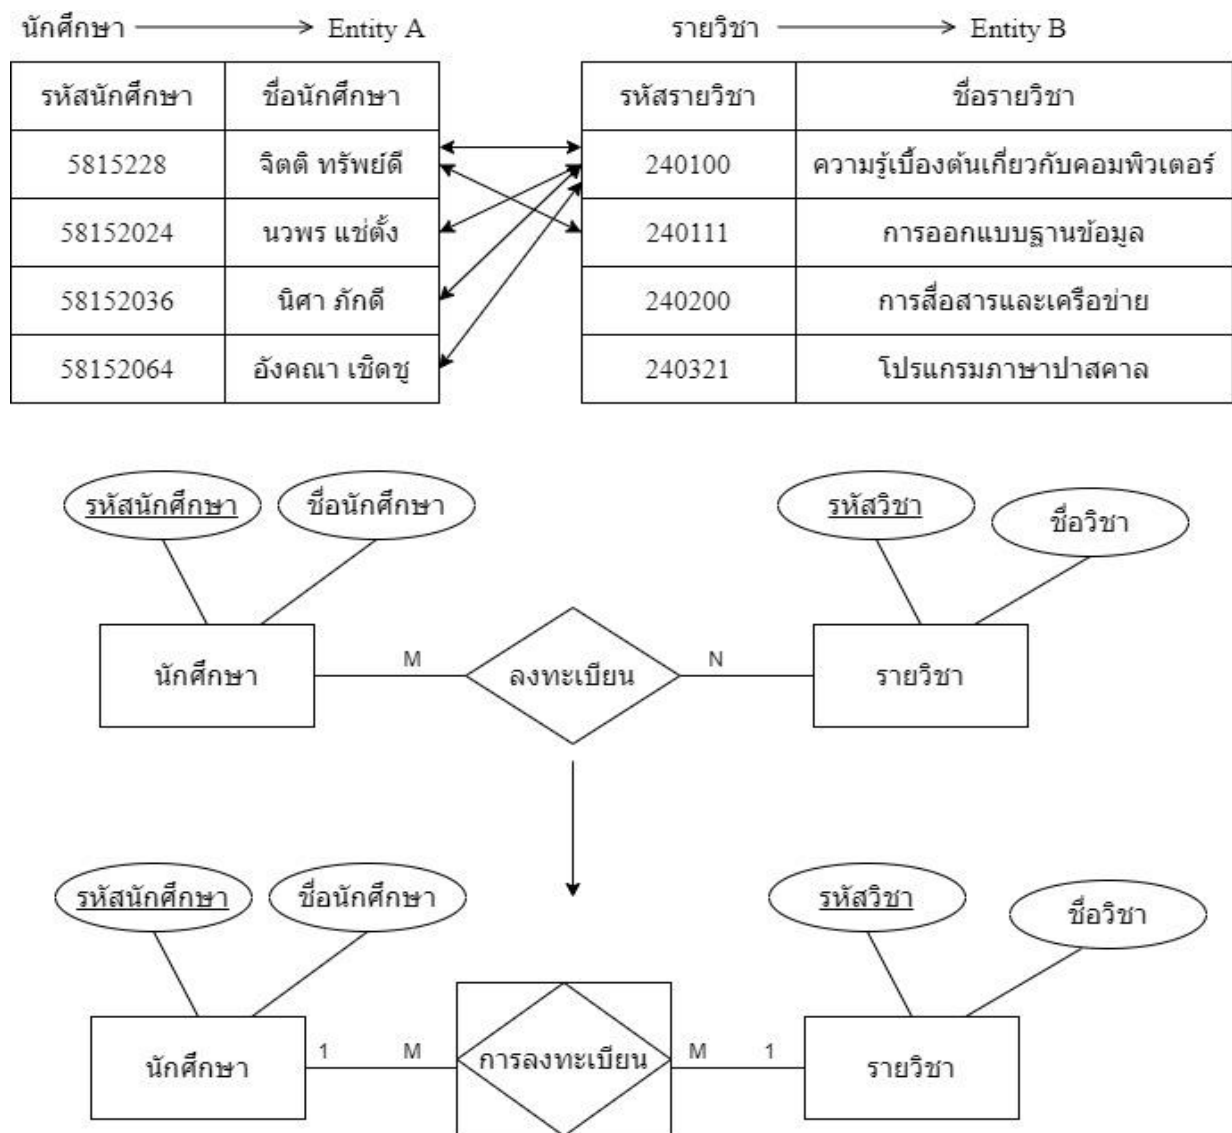 นักศึกษา Entity A รายวิชา Entity B
รหัสนักศึกษา ชื่อนักศึกษา รหัสรายวิชา ชื่อรายวิชา
5815228 จิตติ ทรัพย์ดี 240100 ความรู้เบื้องต้นเกี่ยวกับคอมพิวเตอร์
58152024 นวพร แซ่ตั้ง 240111 การออกแบบฐานข้อมูล
58152036 นิศา ภักดี 240200 การสื่อสารและเครือข่าย
58152064 อังคณา เชิดชู 240321 โปรแกรมภาษาปาสคาล
รหัสนักศึกษา ชื่อนักศึกษา รหัสวิชา ชื่อวิชา
นักศึกษา M ลงทะเบียน N รายวิชา
รหัสนักศึกษา ชื่อนักศึกษา รหัสวิชา ชื่อวิชา
นักศึกษา 1 M การลงทะเบียน M 1 รายวิชา